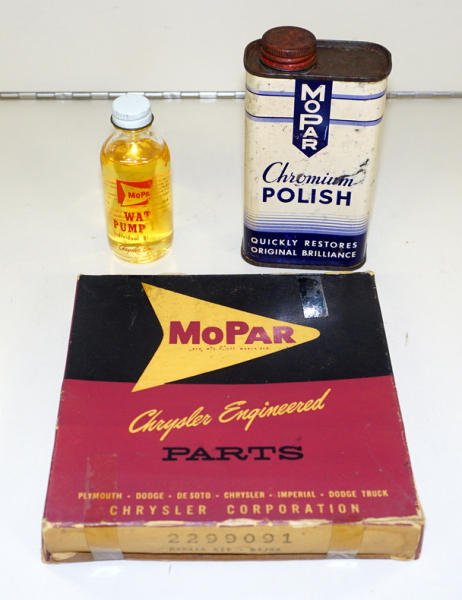 MOPAR
Chromium
POLISH
QUICKLY RESTORES
ORIGINAL BRILLIANCE
MOPA
WAT
PUMP
MOPAR
Chrysler Engineered
PARTS
PLYMOUTH • DODGE • DE SOTO • CHRYSLER • IMPERIAL • DODGE TRUCK
CHRYSLER CORPORATION
2299091